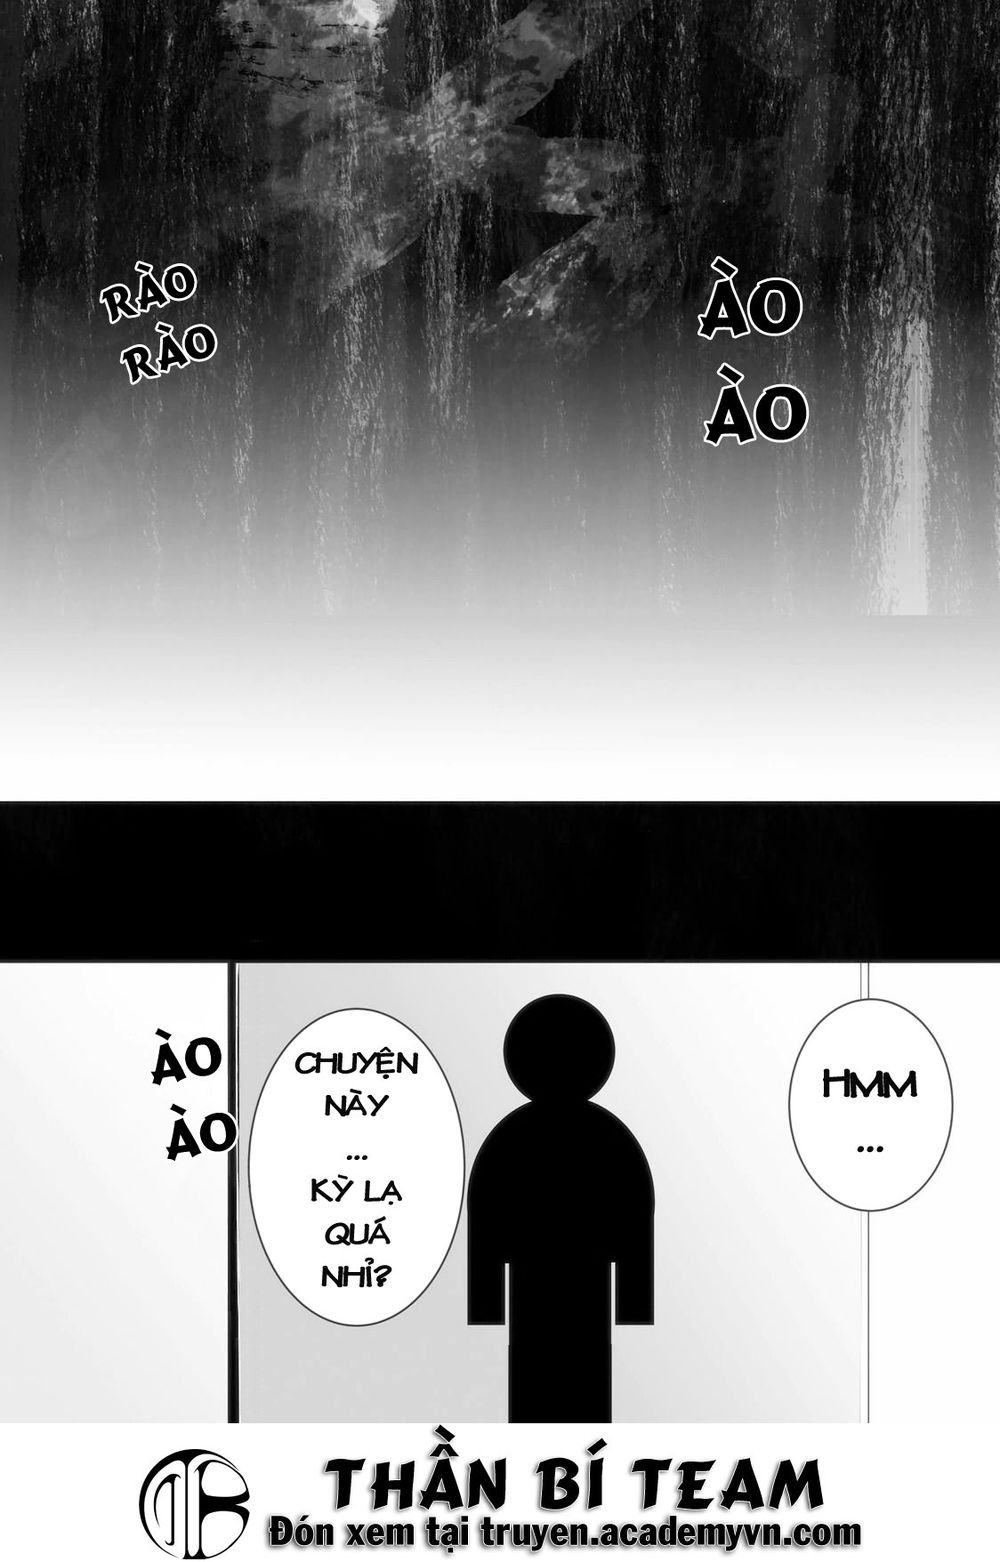 RÀO
RÀO
ÀO
ÀO
ÀO
ÀO
CHUYỆN
NÀY
...
KỲ LẠ
QUÁ
NHỈ?
HMM
...
THẦN BÍ TEAM
Đón xem tại truyen.academyvn.com